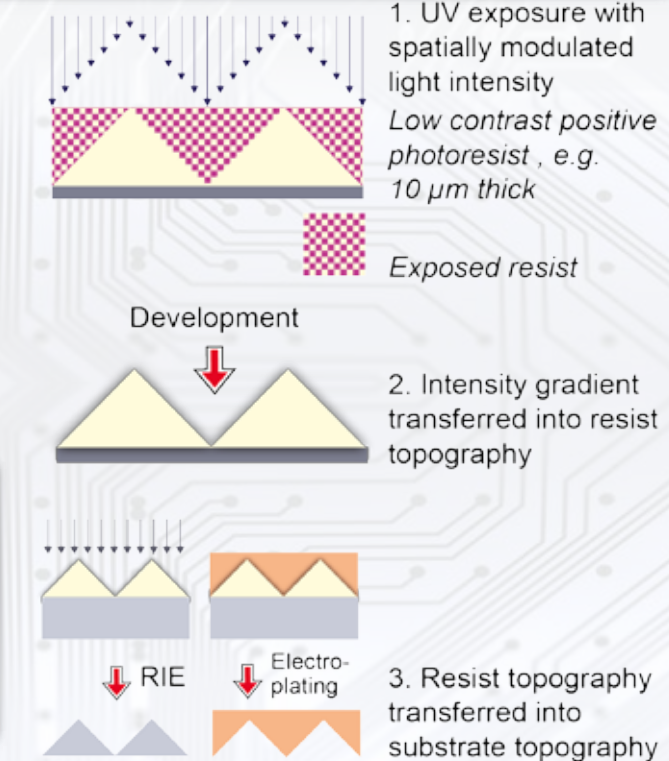 1. UV exposure with
spatially modulated
light intensity
Low contrast positive
photoresist , e.g.
10 µm thick
Exposed resist
Development
2. Intensity gradient
transferred into resist
topography
RIE
Electro-
plating
3. Resist topography
transferred into
substrate topography